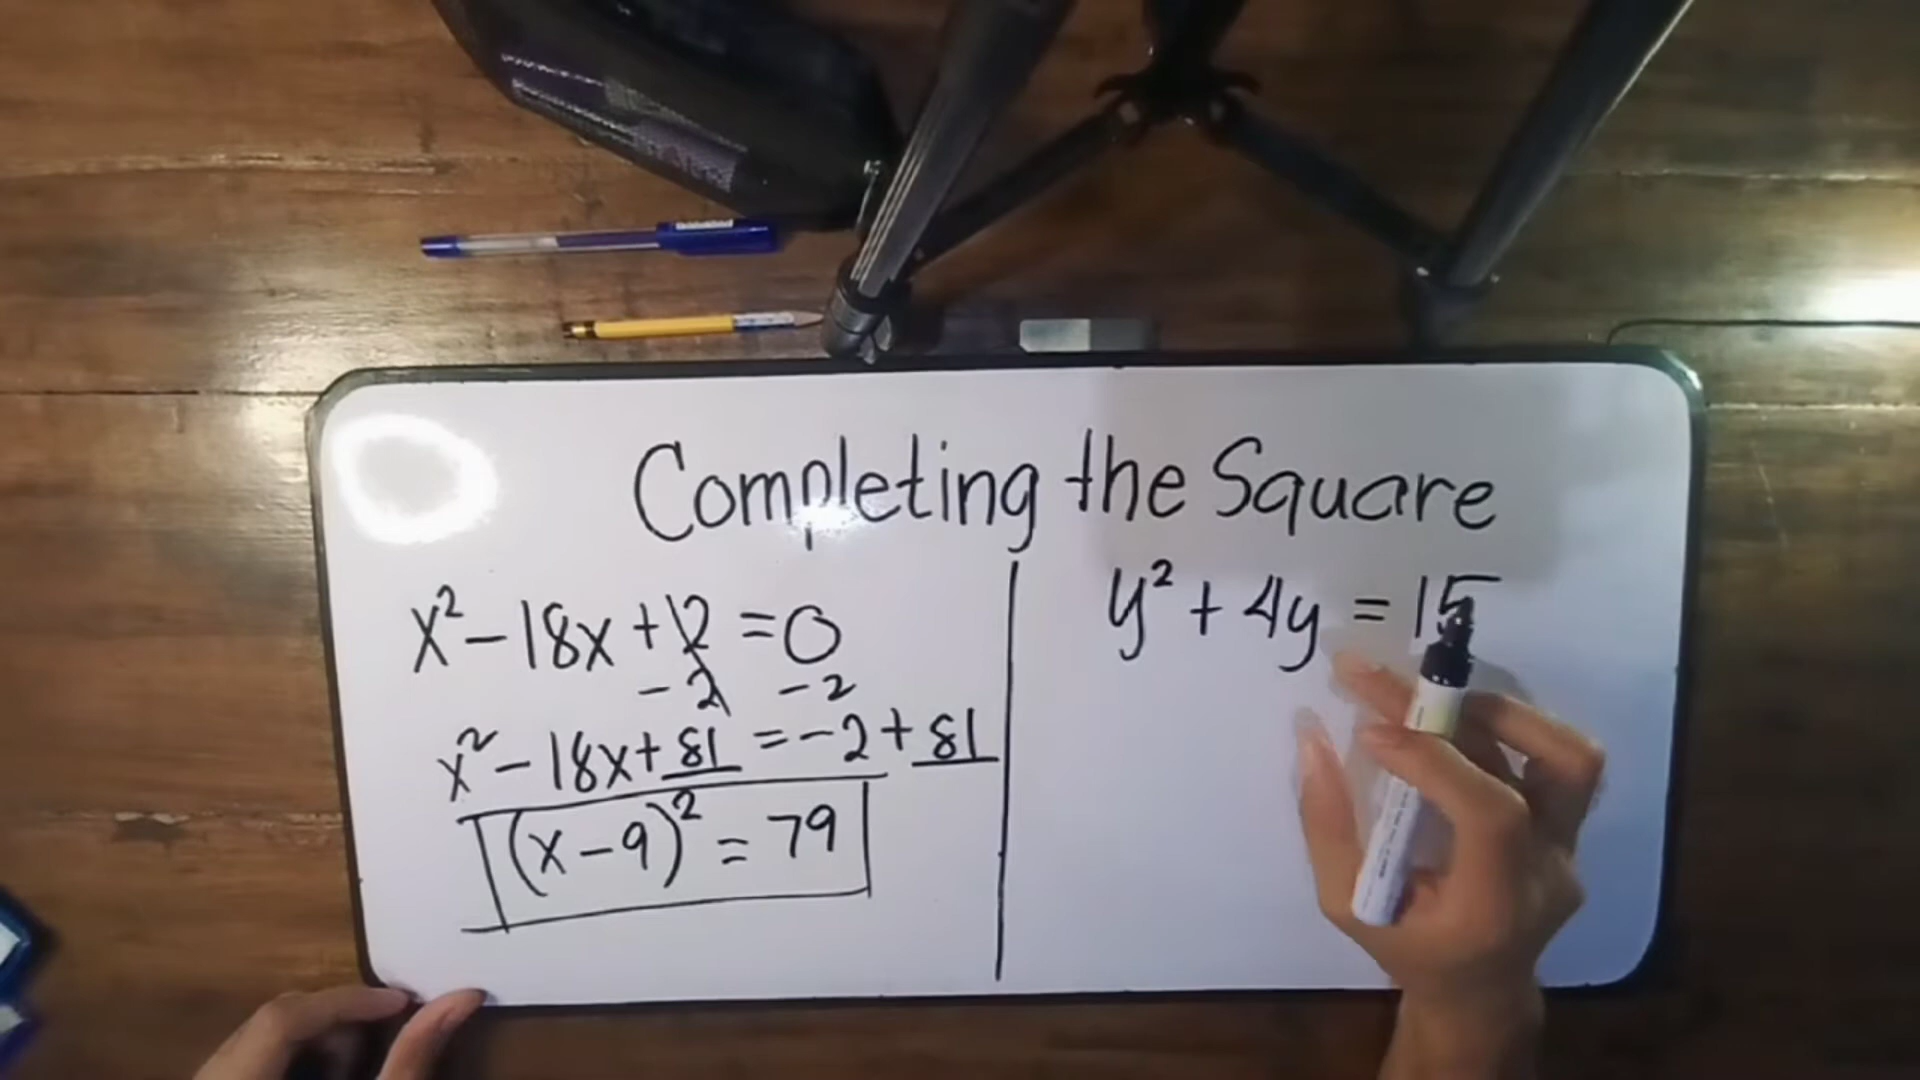 Completing the Square
x² - 18x + 2 = 0
- 2 - 2
x² - 18x + 81 = -2 + 81
(x - 9)² = 79
y² + 4y = 15